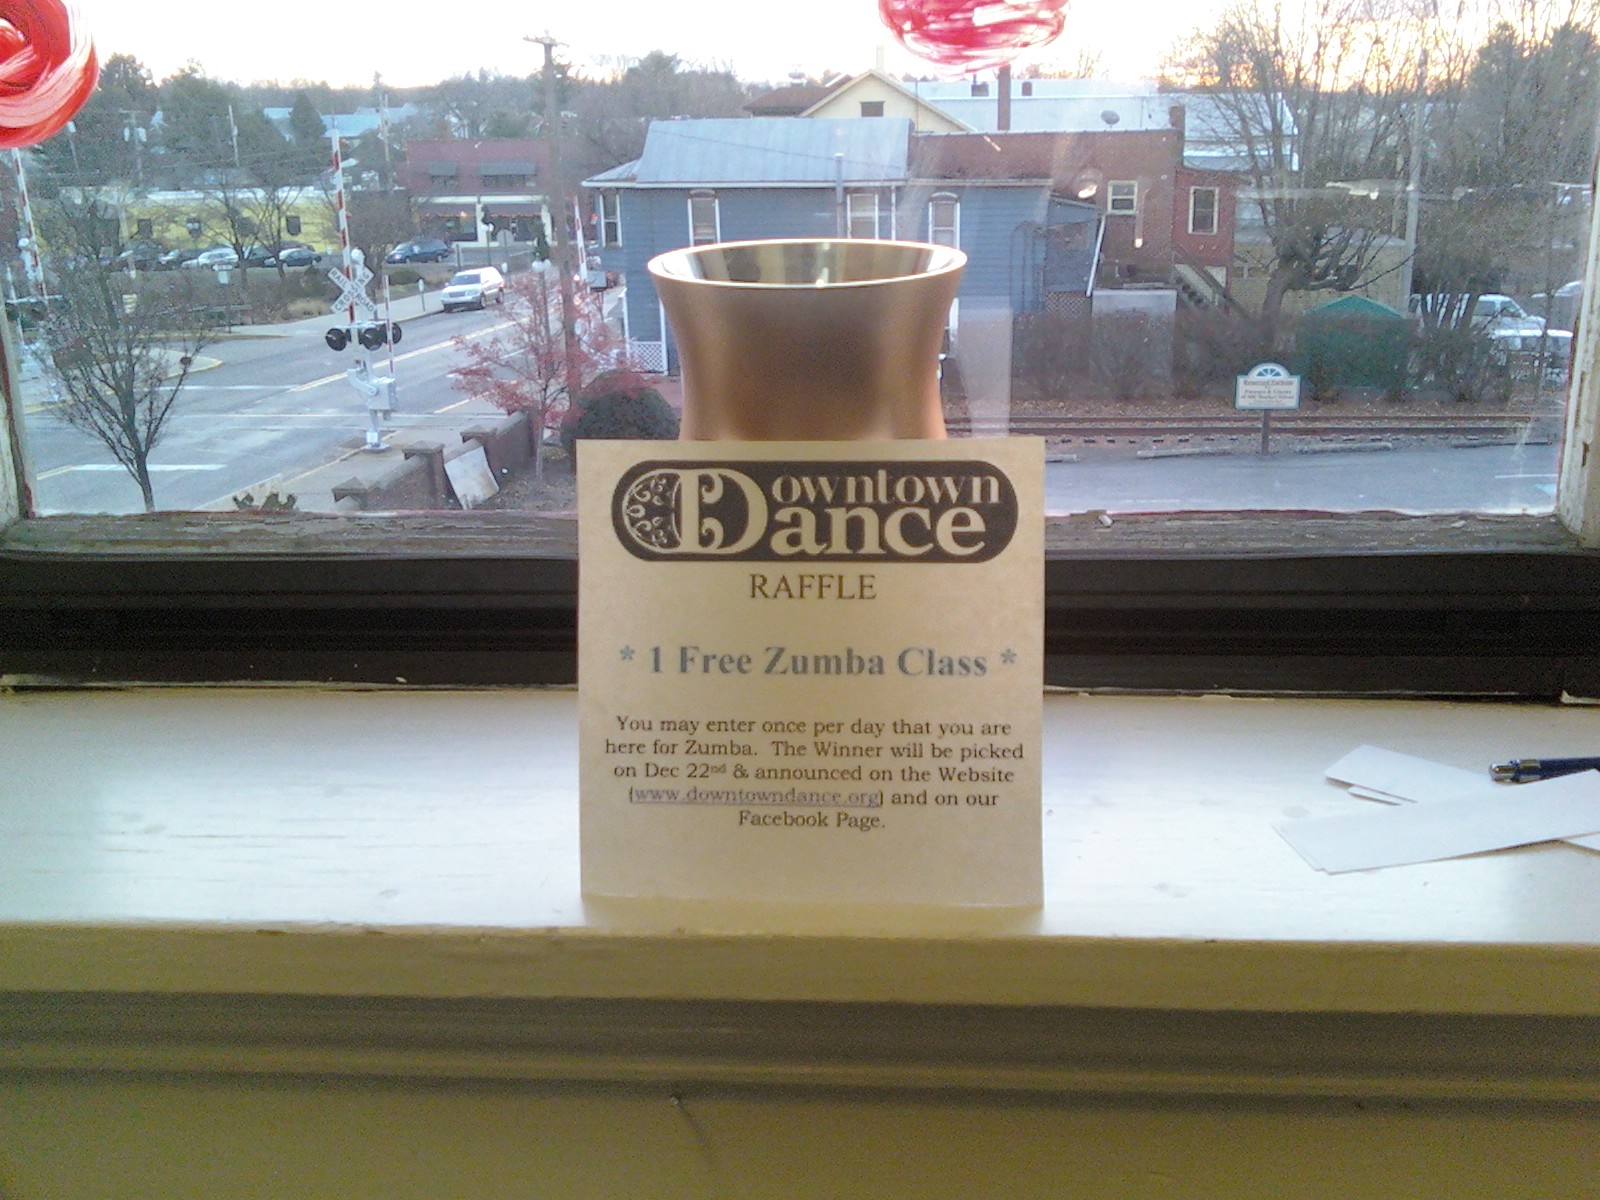 Downtown
Dance
RAFFLE
* 1 Free Zumba Class *
You may enter once per day that you are
here for Zumba. The Winner will be picked
on Dec 22nd & announced on the Website
(www.downtowndance.org) and on our
Facebook Page.
Reserved Parking